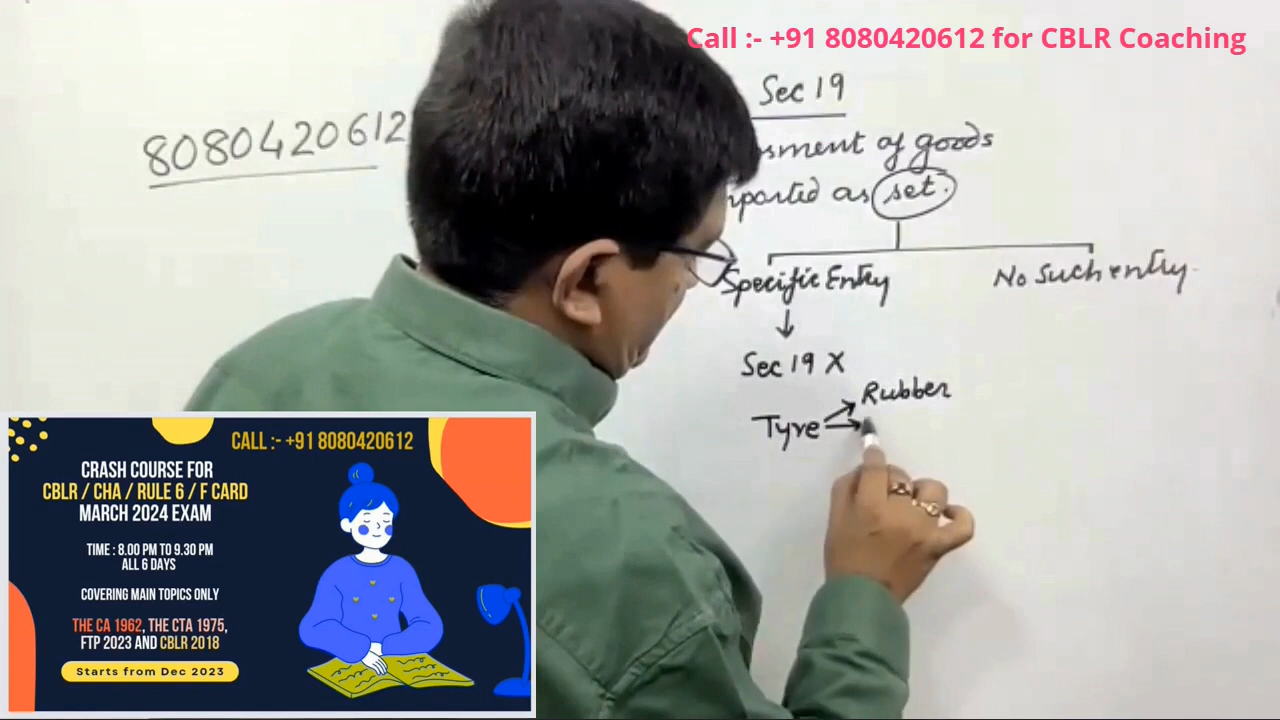 Call :- +91 8080420612 for CBLR Coaching
8080420612
Sec 19
of goods
as set.
Specific Entry
No Such entry.
Sec 19 X
Rubber
Tyre
CALL :- +91 8080420612
CRASH COURSE FOR
CBLR / CHA / RULE 6 / F CARD
MARCH 2024 EXAM
TIME : 8.00 PM TO 9.30 PM
ALL 6 DAYS
COVERING MAIN TOPICS ONLY
THE CA 1962, THE CTA 1975,
FTP 2023 AND CBLR 2018
Starts from Dec 2023